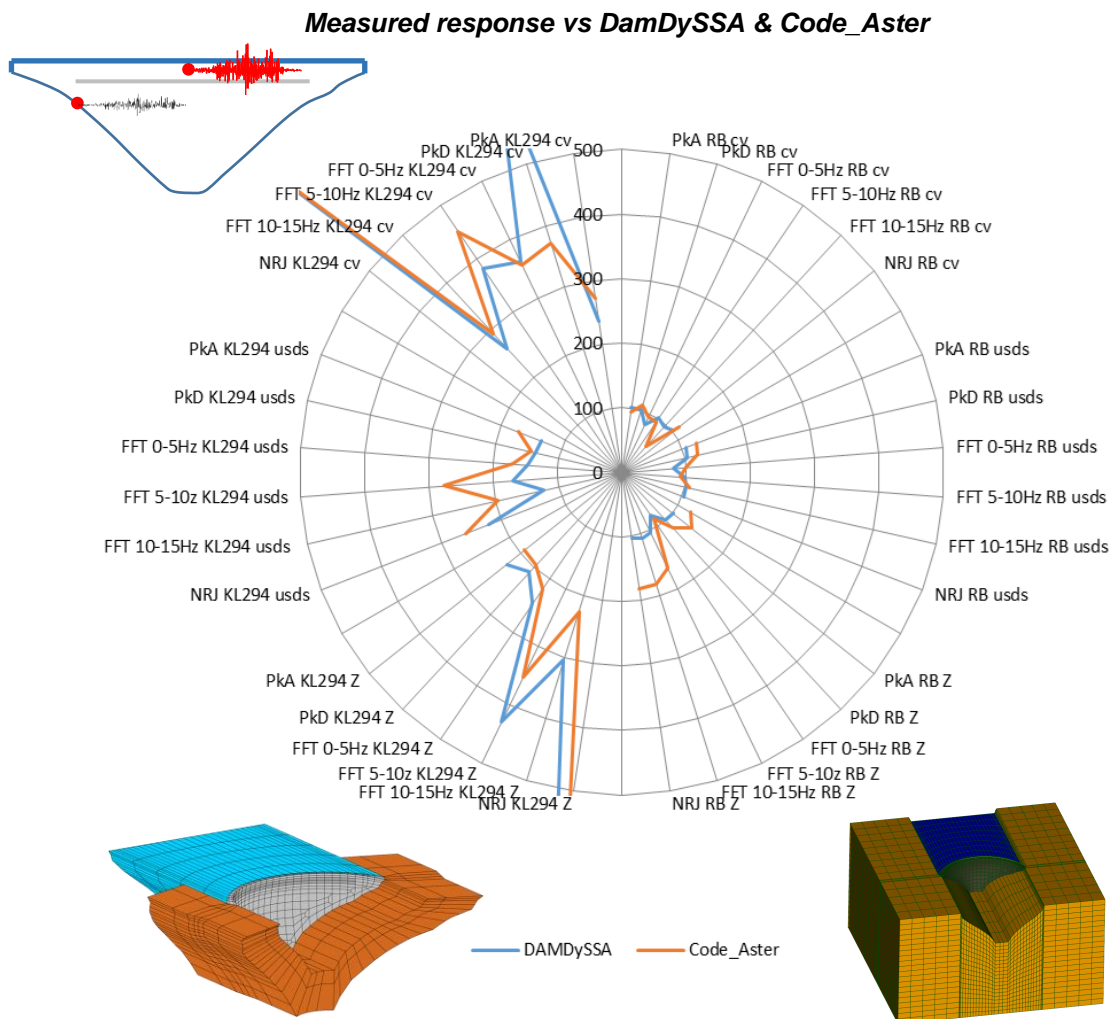 Measured response vs DamDySSA & Code_Aster
PkA KL294 cv
PkD KL294 cv
FFT 0-5Hz KL294 cv
FFT 5-10Hz KL294 cv
FFT 10-15Hz KL294 cv
NRJ KL294 cv
PkA KL294 usds
PkD KL294 usds
FFT 0-5Hz KL294 usds
FFT 5-10z KL294 usds
FFT 10-15Hz KL294 usds
NRJ KL294 usds
PkA KL294 Z
PkD KL294 Z
FFT 0-5Hz KL294 Z
FFT 5-10z KL294 Z
FFT 10-15Hz KL294 Z
NRJ KL294 Z
500
400
300
200
100
0
PkA RB cv
PkD RB cv
FFT 0-5Hz RB cv
FFT 5-10Hz RB cv
FFT 10-15Hz RB cv
NRJ RB cv
PkA RB usds
PkD RB usds
FFT 0-5Hz RB usds
FFT 5-10Hz RB usds
FFT 10-15Hz RB usds
NRJ RB usds
PkA RB Z
PkD RB Z
FFT 0-5Hz RB Z
FFT 5-10z RB Z
FFT 10-15Hz RB Z
NRJ RB Z
DAMDySSA
Code_Aster